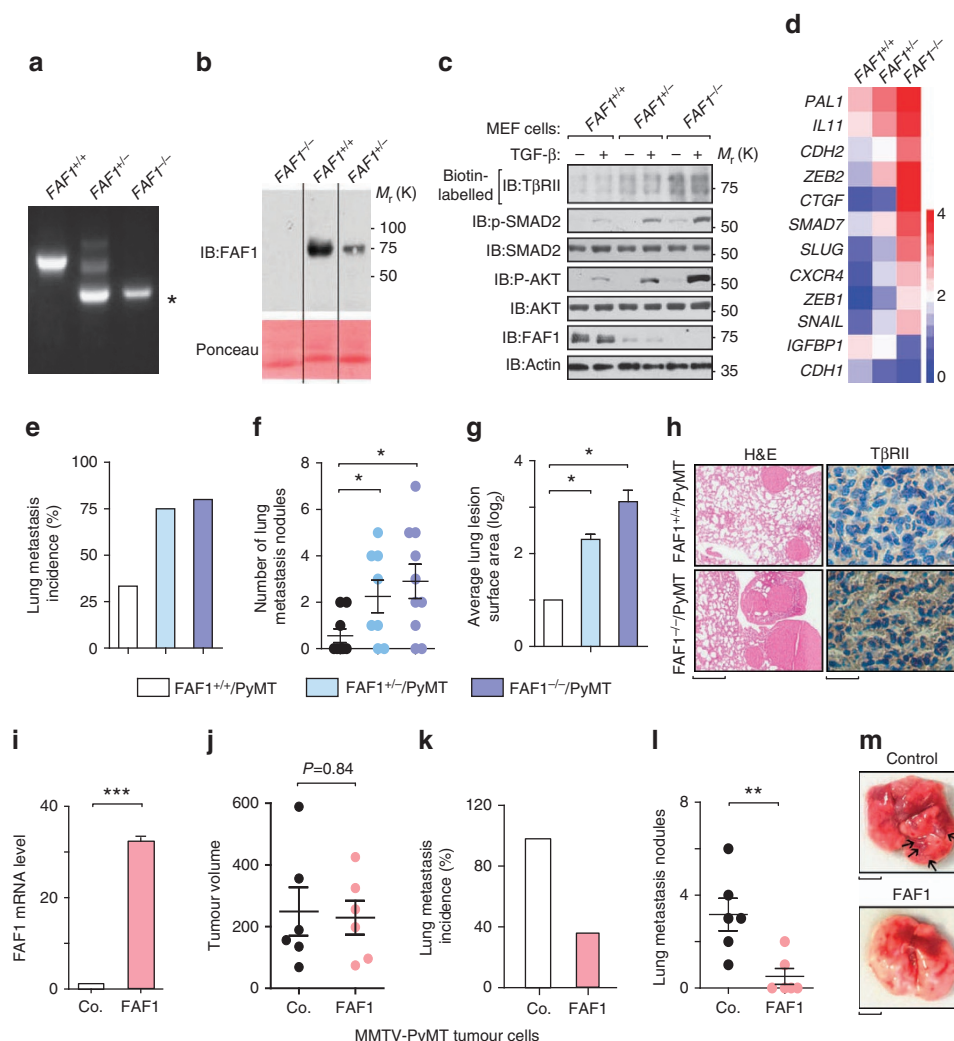 a
FAF1+/+ FAF1+/− FAF1−/−
*
b
FAF1−/− FAF1+/+ FAF1+/−
Mr (K)
100
IB:FAF1
75
50
Ponceau
c
FAF1+/+ FAF1+/− FAF1−/−
MEF cells:
TGF-β: − + − + − + Mr (K)
Biotin-labelled
IB:TβRII
75
IB:p-SMAD2
50
IB:SMAD2
50
IB:P-AKT
50
IB:AKT
50
IB:FAF1
75
IB:Actin
35
d
FAF1+/+ FAF1+/− FAF1−/−
PAL1
IL11
CDH2
ZEB2
CTGF
SMAD7
SLUG
CXCR4
ZEB1
SNAIL
IGFBP1
CDH1
4
2
0
e
Lung metastasis
incidence (%)
100
75
50
25
0
f
Number of lung
metastasis nodes
8
6
4
2
0
*
*
g
Average lung lesion
surface area (log2)
4
2
0
*
*
h
H&E TβRII
FAF1+/+/PyMT
FAF1−/−/PyMT
FAF1+/+/PyMT FAF1+/−/PyMT FAF1−/−/PyMT
i
FAF1 mRNA level
40
30
0
***
Co. FAF1
j
P=0.84
Tumour volume
600
400
200
0
Co. FAF1
k
Lung metastasis
incidence (%)
120
80
40
0
Co. FAF1
l
Lung metastasis nodules
8
4
0
**
Co. FAF1
m
Control
FAF1
MMTV-PyMT tumour cells